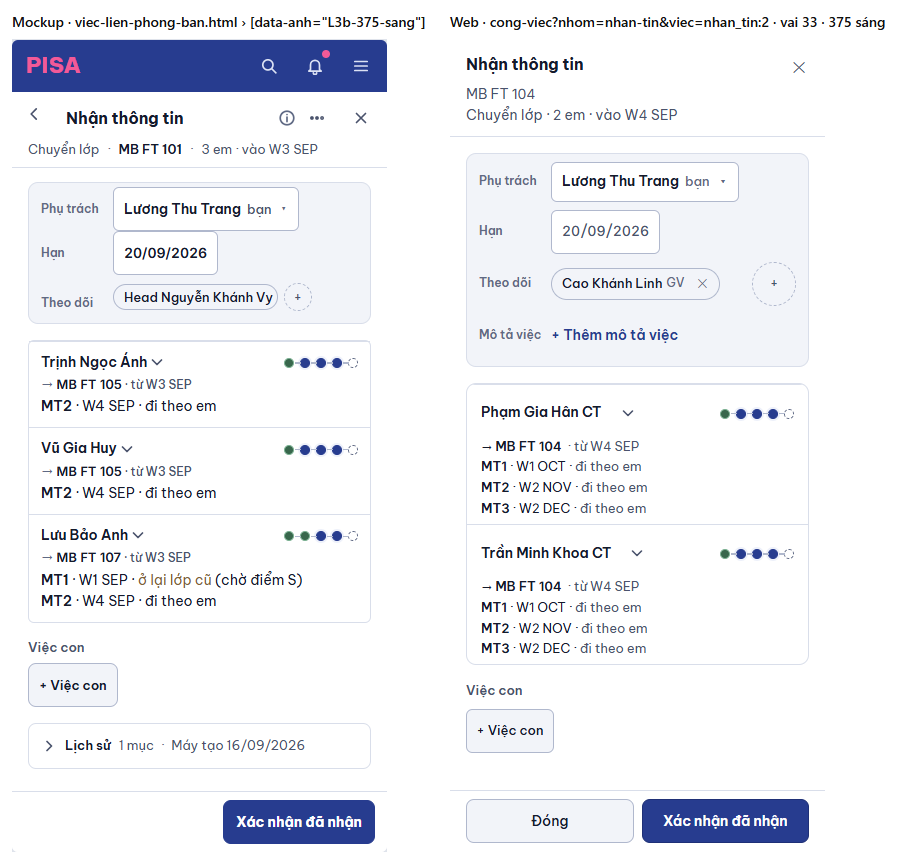 Mockup · viec-lien-phong-ban.html › [data-anh="L3b-375-sang"]
PISA
Nhận thông tin
Chuyển lớp · MB FT 101 · 3 em · vào W3 SEP
Phụ trách Lương Thu Trang bạn
Hạn 20/09/2026
Theo dõi Head Nguyễn Khánh Vy +
Trịnh Ngọc Ánh
→ MB FT 105 · từ W3 SEP
MT2 · W4 SEP · đi theo em
Vũ Gia Huy
→ MB FT 105 · từ W3 SEP
MT2 · W4 SEP · đi theo em
Lưu Bảo Anh
→ MB FT 107 · từ W3 SEP
MT1 · W1 SEP · ở lại lớp cũ (chờ điểm S)
MT2 · W4 SEP · đi theo em
Việc con
+ Việc con
Lịch sử 1 mục · Máy tạo 16/09/2026
Xác nhận đã nhận
Web · cong-viec?nhom=nhan-tin&viec=nhan_tin:2 · vai 33 · 375 sáng
Nhận thông tin
MB FT 104
Chuyển lớp · 2 em · vào W4 SEP
Phụ trách Lương Thu Trang bạn
Hạn 20/09/2026
Theo dõi Cao Khánh Linh GV +
Mô tả việc + Thêm mô tả việc
Phạm Gia Hân CT
→ MB FT 104 · từ W4 SEP
MT1 · W1 OCT · đi theo em
MT2 · W2 NOV · đi theo em
MT3 · W2 DEC · đi theo em
Trần Minh Khoa CT
→ MB FT 104 · từ W4 SEP
MT1 · W1 OCT · đi theo em
MT2 · W2 NOV · đi theo em
MT3 · W2 DEC · đi theo em
Việc con
+ Việc con
Đóng
Xác nhận đã nhận